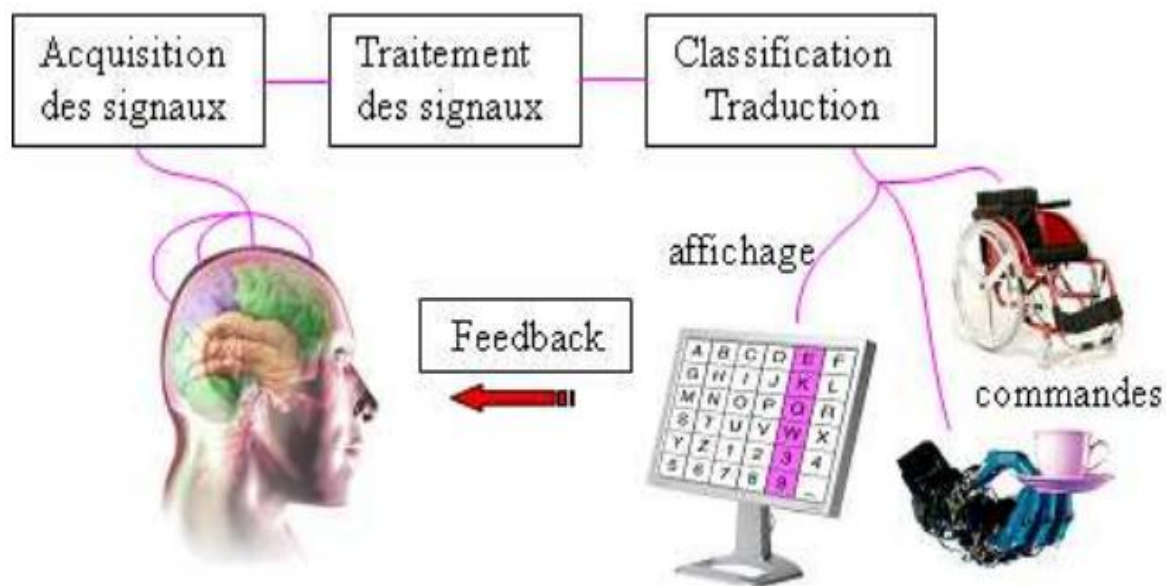 Acquisition
des signaux
Traitement
des signaux
Classification
Traduction
affichage
Feedback
commandes
A B C D E F
G H I J K L
M N O P Q R
S T U V W X
Y Z 1 2 3 4
5 6 7 8 9 _